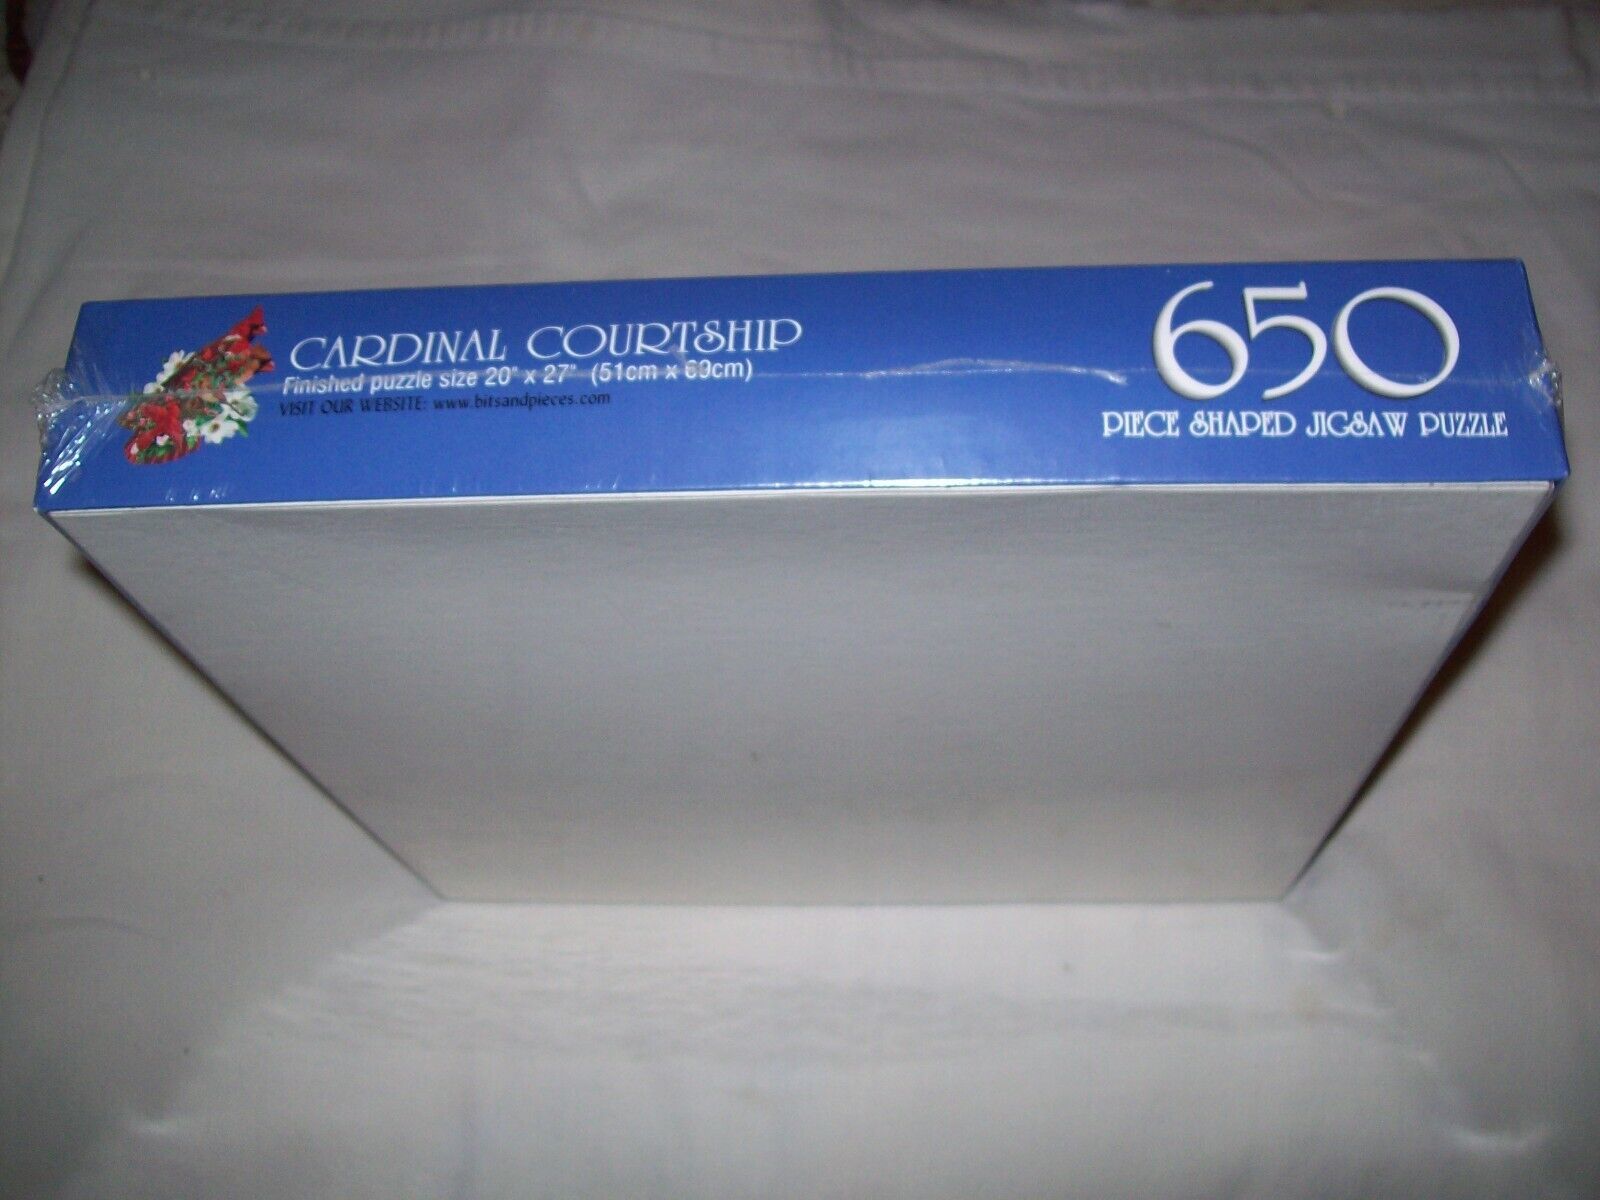 CARDINAL COURTSHIP
Finished puzzle size 20" x 27" (51cm x 69cm)
VISIT OUR WEBSITE: www.bitsandpieces.com
650
PIECE SHAPED JIGSAW PUZZLE